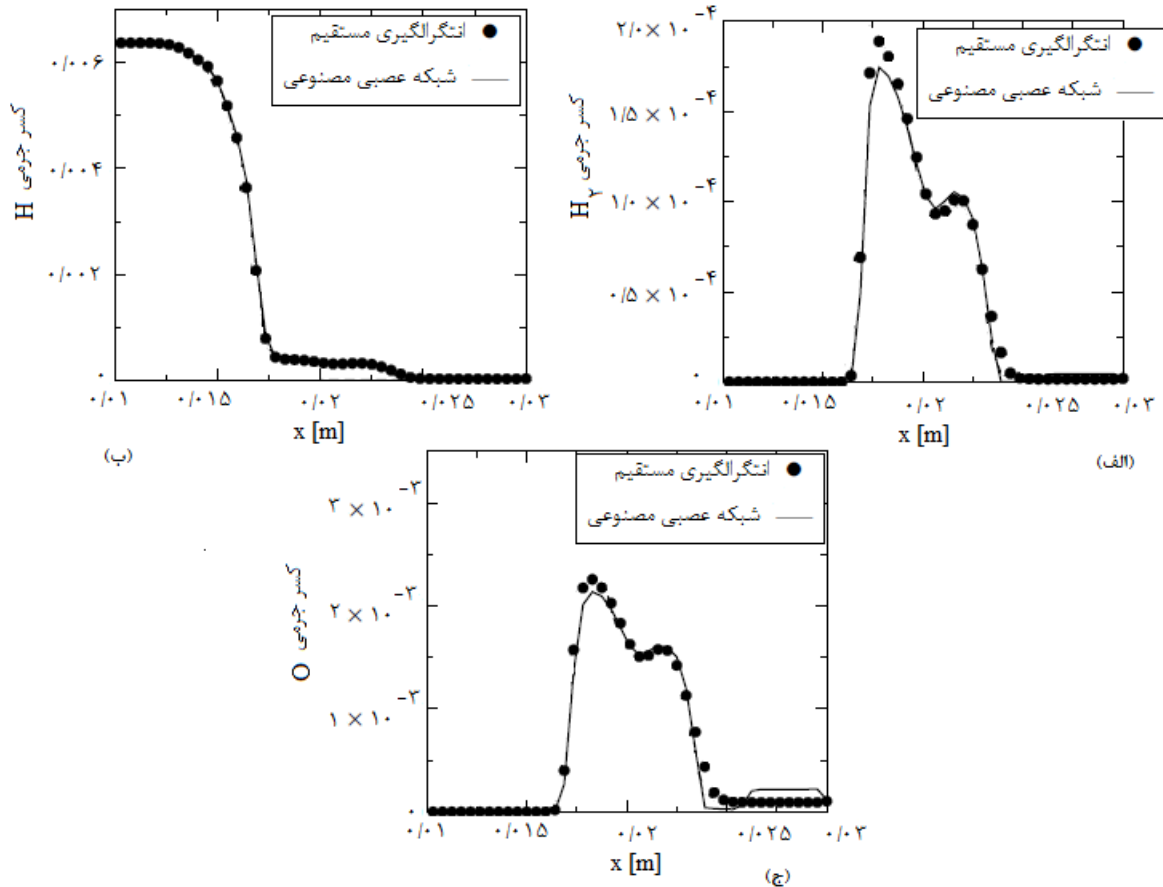 انتگرالگیری مستقیم
شبکه عصبی مصنوعی
کسر جرمی H₂
۲/۰ × ۱۰⁻⁴
۱/۵ × ۱۰⁻⁴
۱/۰ × ۱۰⁻⁴
۰/۵ × ۱۰⁻⁴
۰
۰/۰۱ ۰/۰۱۵ ۰/۰۲ ۰/۰۲۵ ۰/۰۳
x [m]
(الف)
انتگرالگیری مستقیم
شبکه عصبی مصنوعی
کسر جرمی H
۰/۰۰۶
۰/۰۰۴
۰/۰۰۲
۰
۰/۰۱ ۰/۰۱۵ ۰/۰۲ ۰/۰۲۵ ۰/۰۳
x [m]
(ب)
انتگرالگیری مستقیم
شبکه عصبی مصنوعی
کسر جرمی O
۳ × ۱۰⁻³
۲ × ۱۰⁻³
۱ × ۱۰⁻³
۰
۰/۰۱ ۰/۰۱۵ ۰/۰۲ ۰/۰۲۵ ۰/۰۳
x [m]
(ج)